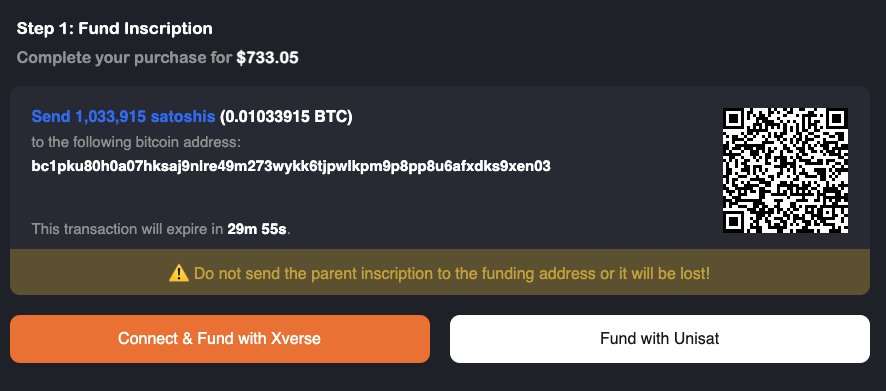 Step 1: Fund Inscription
Complete your purchase for $733.05
Send 1,033,915 satoshis (0.01033915 BTC)
to the following bitcoin address:
bc1pku80h0a07hksaj9nlre49m273wykk6tjpwlkpm9p8pp8u6afxdks9xen03
This transaction will expire in 29m 55s.
⚠️ Do not send the parent inscription to the funding address or it will be lost!
Connect & Fund with Xverse
Fund with Unisat